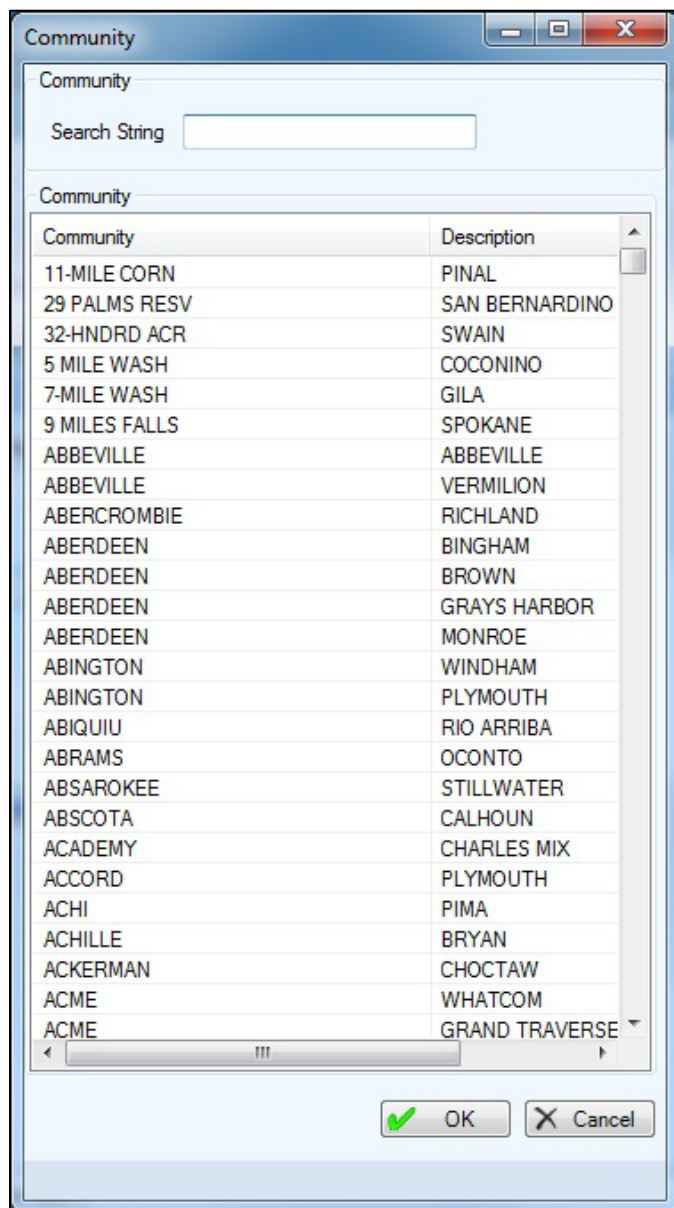 Community
Community
Search String
Community
Community Description
11-MILE CORN PINAL
29 PALMS RESV SAN BERNARDINO
32-HNDRD ACR SWAIN
5 MILE WASH COCONINO
7-MILE WASH GILA
9 MILES FALLS SPOKANE
ABBEVILLE ABBEVILLE
ABBEVILLE VERMILION
ABERCROMBIE RICHLAND
ABERDEEN BINGHAM
ABERDEEN BROWN
ABERDEEN GRAYS HARBOR
ABERDEEN MONROE
ABINGTON WINDHAM
ABINGTON PLYMOUTH
ABIQUIU RIO ARRIBA
ABRAMS OCONTO
ABSAROKEE STILLWATER
ABSCOTA CALHOUN
ACADEMY CHARLES MIX
ACCORD PLYMOUTH
ACHI PIMA
ACHILLE BRYAN
ACKERMAN CHOCTAW
ACME WHATCOM
ACME GRAND TRAVERSE
OK Cancel